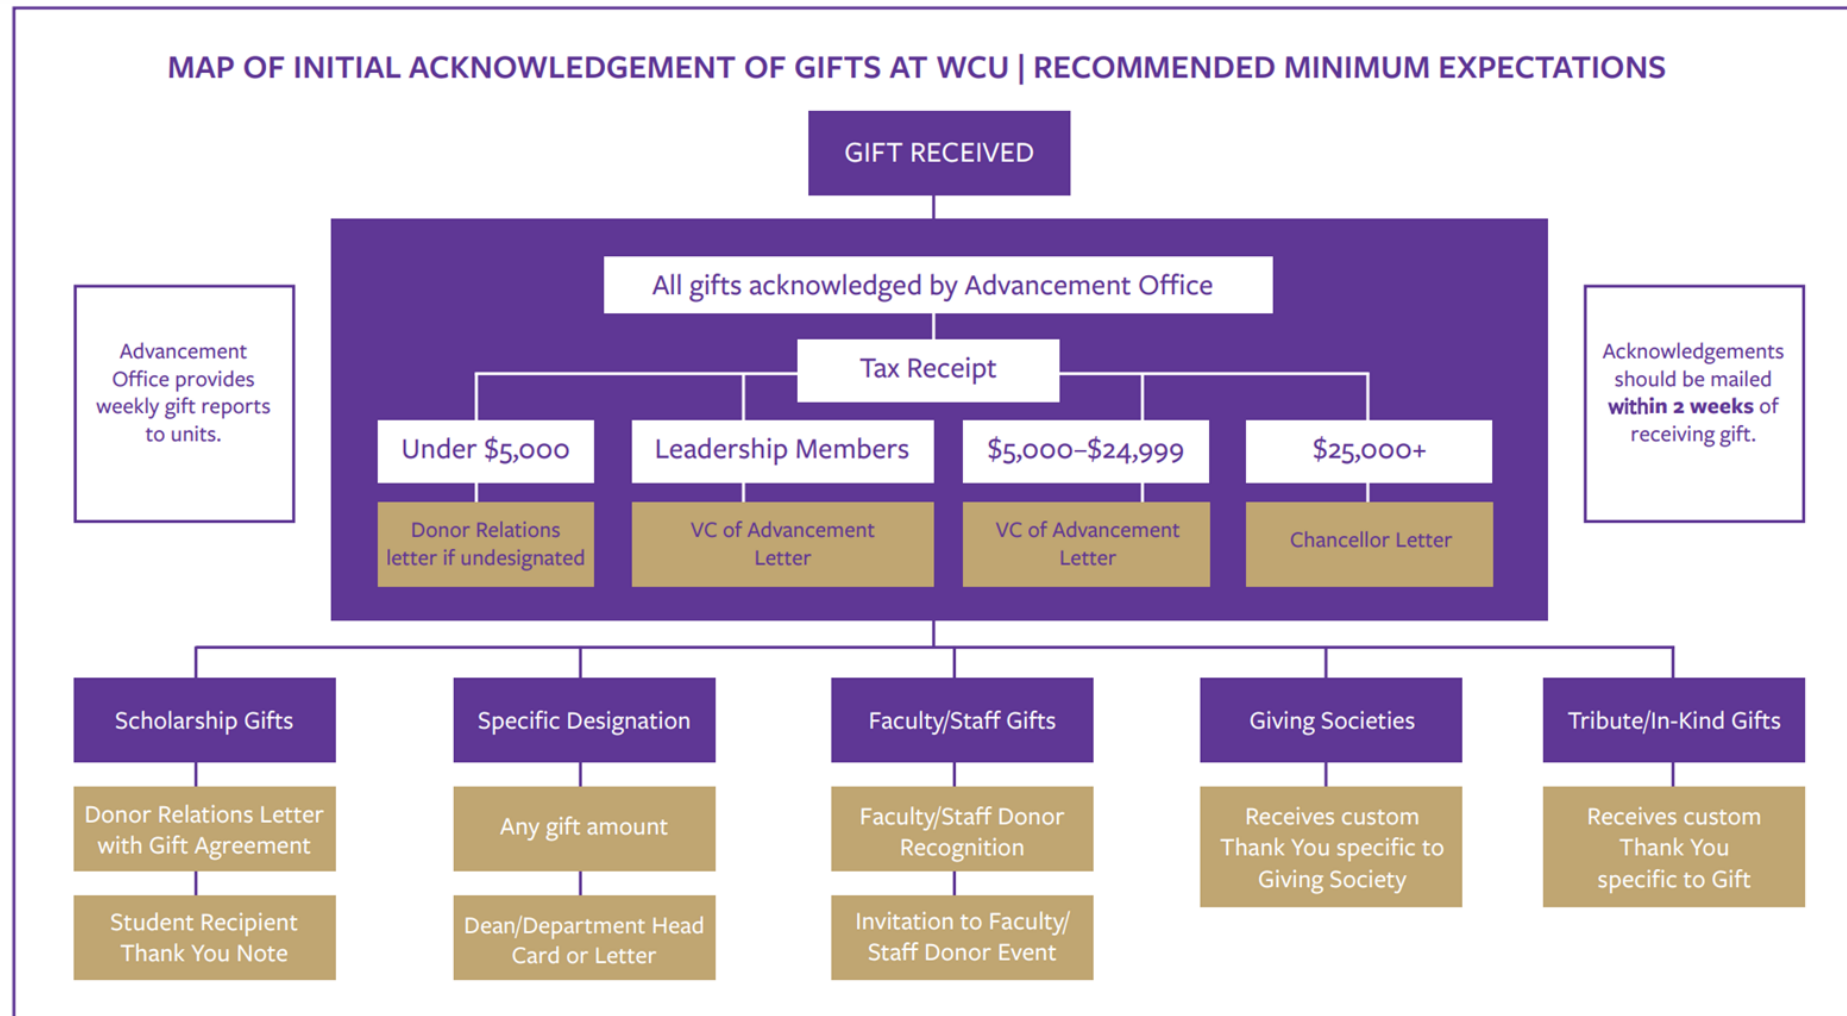 MAP OF INITIAL ACKNOWLEDGEMENT OF GIFTS AT WCU | RECOMMENDED MINIMUM EXPECTATIONS
GIFT RECEIVED
All gifts acknowledged by Advancement Office
Tax Receipt
Advancement
Office provides
weekly gift reports
to units.
Acknowledgements
should be mailed
within 2 weeks of
receiving gift.
Under $5,000
Donor Relations
letter if undesignated
Leadership Members
VC of Advancement
Letter
$5,000–$24,999
VC of Advancement
Letter
$25,000+
Chancellor Letter
Scholarship Gifts
Donor Relations Letter
with Gift Agreement
Student Recipient
Thank You Note
Specific Designation
Any gift amount
Dean/Department Head
Card or Letter
Faculty/Staff Gifts
Faculty/Staff Donor
Recognition
Invitation to Faculty/
Staff Donor Event
Giving Societies
Receives custom
Thank You specific to
Giving Society
Tribute/In-Kind Gifts
Receives custom
Thank You
specific to Gift